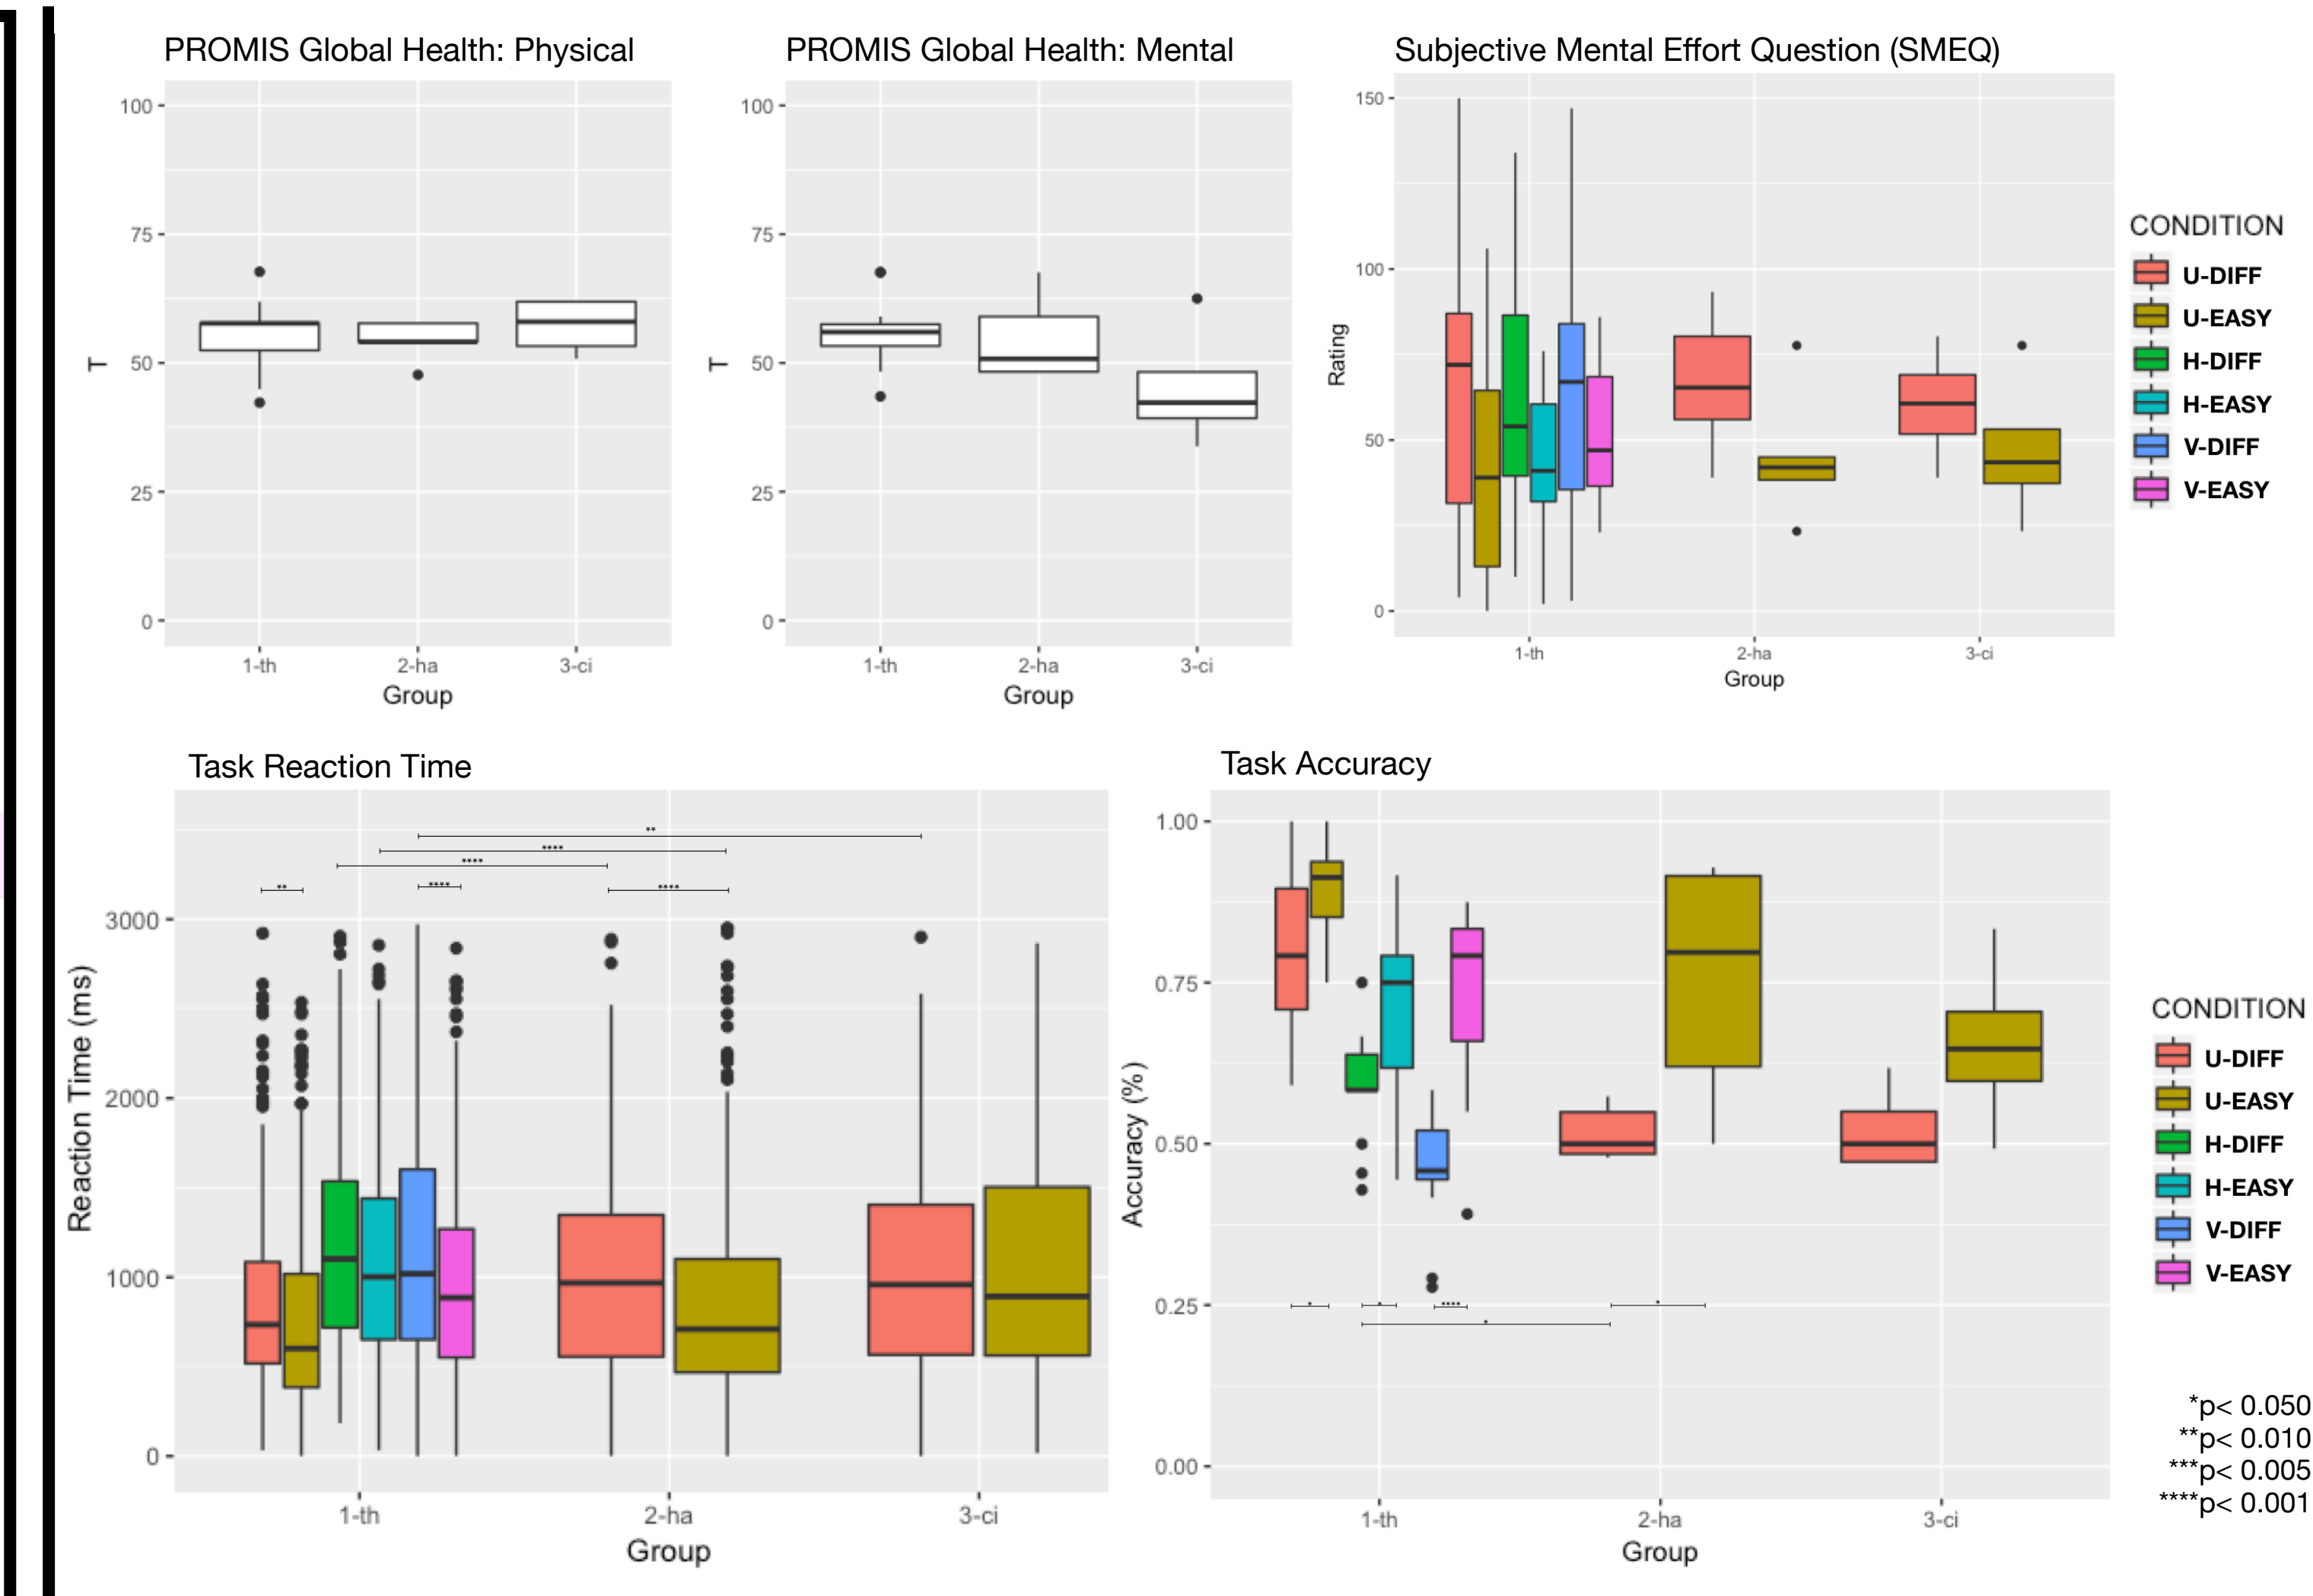 PROMIS Global Health: Physical
100
75
50
25
0
T
1-th
2-ha
3-ci
Group
PROMIS Global Health: Mental
100
75
50
25
0
T
1-th
2-ha
3-ci
Group
Subjective Mental Effort Question (SMEQ)
150
100
50
0
Rating
1-th
2-ha
3-ci
Group
CONDITION
U-DIFF
U-EASY
H-DIFF
H-EASY
V-DIFF
V-EASY
Task Reaction Time
3000
2000
1000
0
Reaction Time (ms)
**
****
****
**
****
****
1-th
2-ha
3-ci
Group
Task Accuracy
1.00
0.75
0.50
0.25
0.00
Accuracy (%)
*
*
****
*
*
1-th
2-ha
3-ci
Group
CONDITION
U-DIFF
U-EASY
H-DIFF
H-EASY
V-DIFF
V-EASY
*p< 0.050
**p< 0.010
***p< 0.005
****p< 0.001